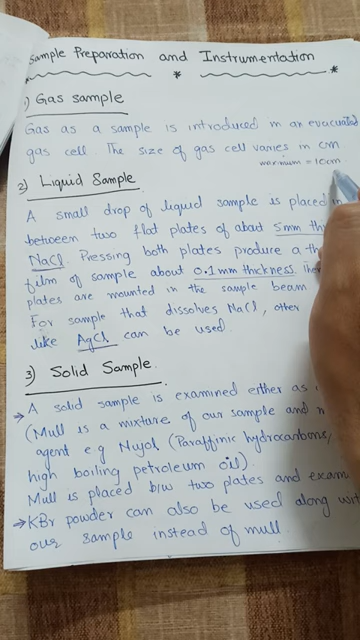 Sample Preparation and Instrumentation
1) Gas sample
Gas as a sample is introduced in an evacuated
gas cell. The size of gas cell varies in cm
maximum = 10cm
2) Liquid Sample
A small drop of liquid sample is placed in
between two flat plates of about 5mm
NaCl. Pressing both plates produce a
film of sample about 0.1mm thickness.
plates are mounted in the sample beam
For sample that dissolves NaCl, other
like AgCl can be used.
3) Solid Sample
→ A solid sample is examined either as
(Mull is a mixture of our sample and
agent e.g Nujol (Paraffinic hydrocarbons,
high boiling petroleum oil).
Mull is placed b/w two plates and
→ KBr powder can also be used along
our sample instead of mull.